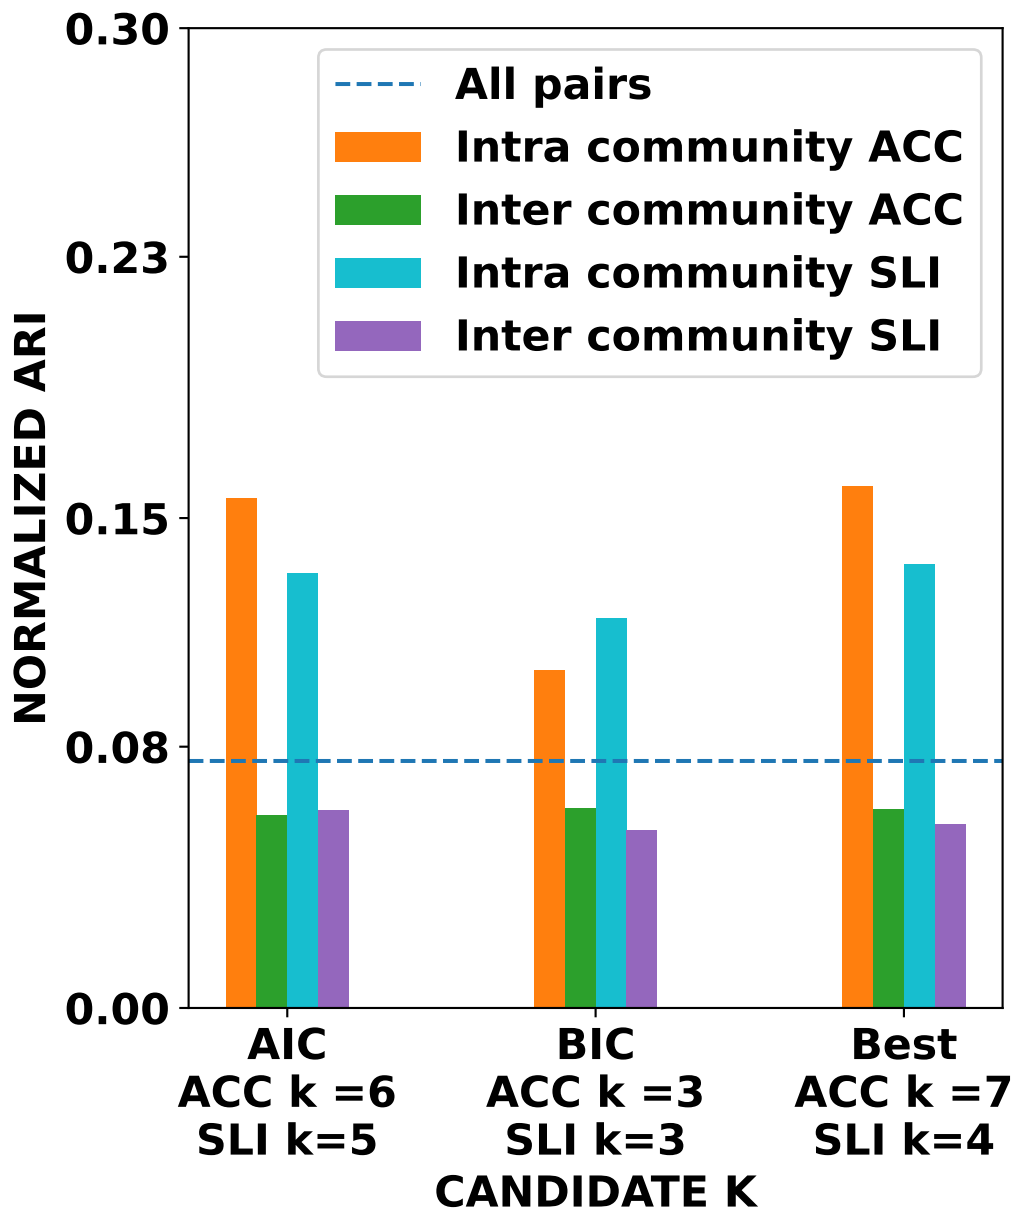 0.30
0.23
0.15
0.08
0.00
NORMALIZED ARI
All pairs
Intra community ACC
Inter community ACC
Intra community SLI
Inter community SLI
AIC
ACC k =6
SLI k=5
BIC
ACC k =3
SLI k=3
Best
ACC k =7
SLI k=4
CANDIDATE K